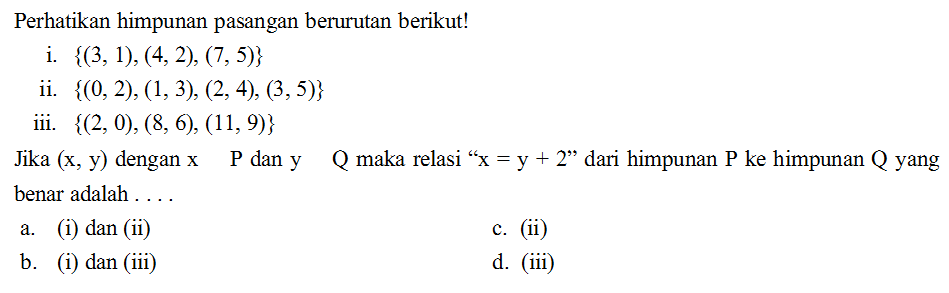 Perhatikan himpunan pasangan berurutan berikut!
i. {(3, 1), (4, 2), (7, 5)}
ii. {(0, 2), (1, 3), (2, 4), (3, 5)}
iii. {(2, 0), (8, 6), (11, 9)}
Jika (x, y) dengan x P dan y Q maka relasi “x = y + 2” dari himpunan P ke himpunan Q yang
benar adalah . . . .
a. (i) dan (ii) c. (ii)
b. (i) dan (iii) d. (iii)